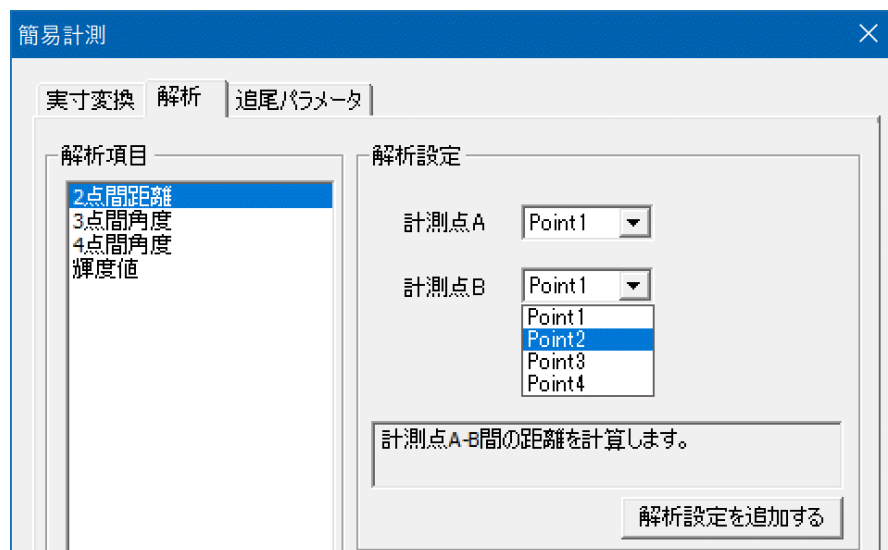 簡易計測
実寸変換 解析 追尾パラメータ
解析項目
2点間距離
3点間角度
4点間角度
輝度値
解析設定
計測点A Point1
計測点B Point1
Point1
Point2
Point3
Point4
計測点A-B間の距離を計算します。
解析設定を追加する